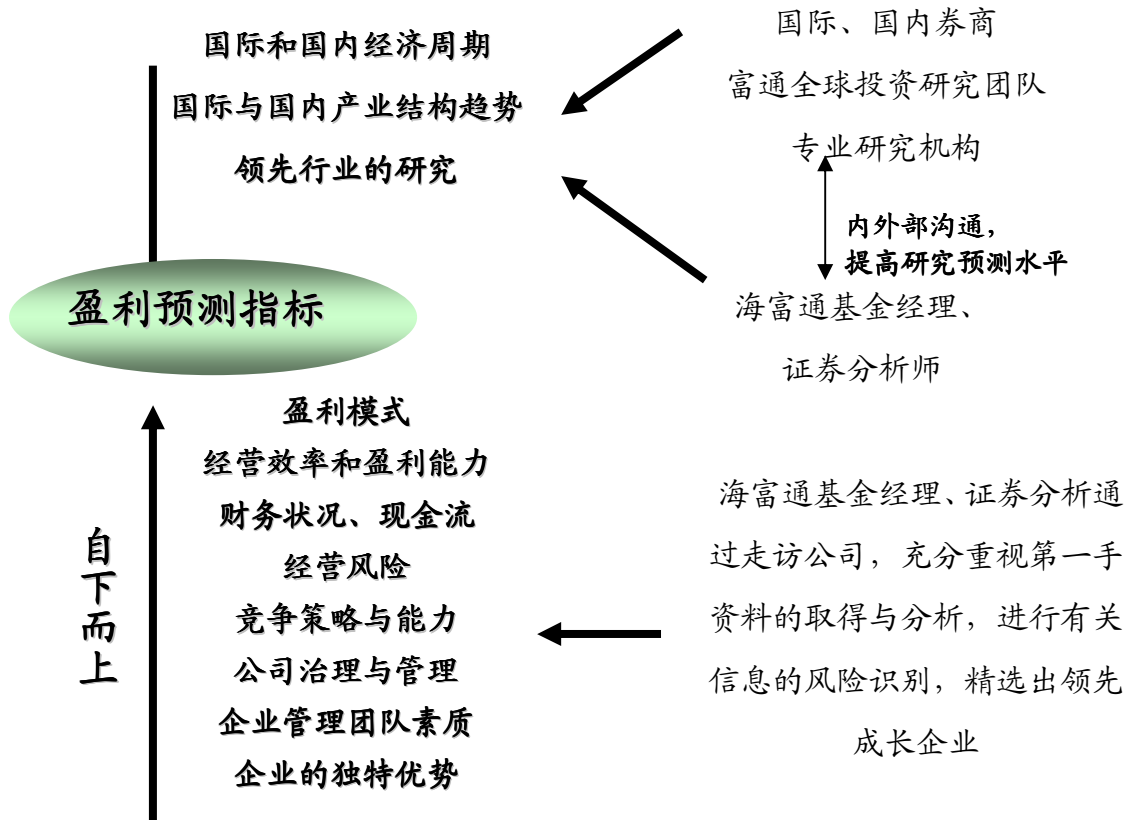 国际和国内经济周期
国际与国内产业结构趋势
领先行业的研究
国际、国内券商
富通全球投资研究团队
专业研究机构
内外部沟通，
提高研究预测水平
海富通基金经理、
证券分析师
盈利预测指标
自下而上
盈利模式
经营效率和盈利能力
财务状况、现金流
经营风险
竞争策略与能力
公司治理与管理
企业管理团队素质
企业的独特优势
海富通基金经理、证券分析通
过走访公司，充分重视第一手
资料的取得与分析，进行有关
信息的风险识别，精选出领先
成长企业